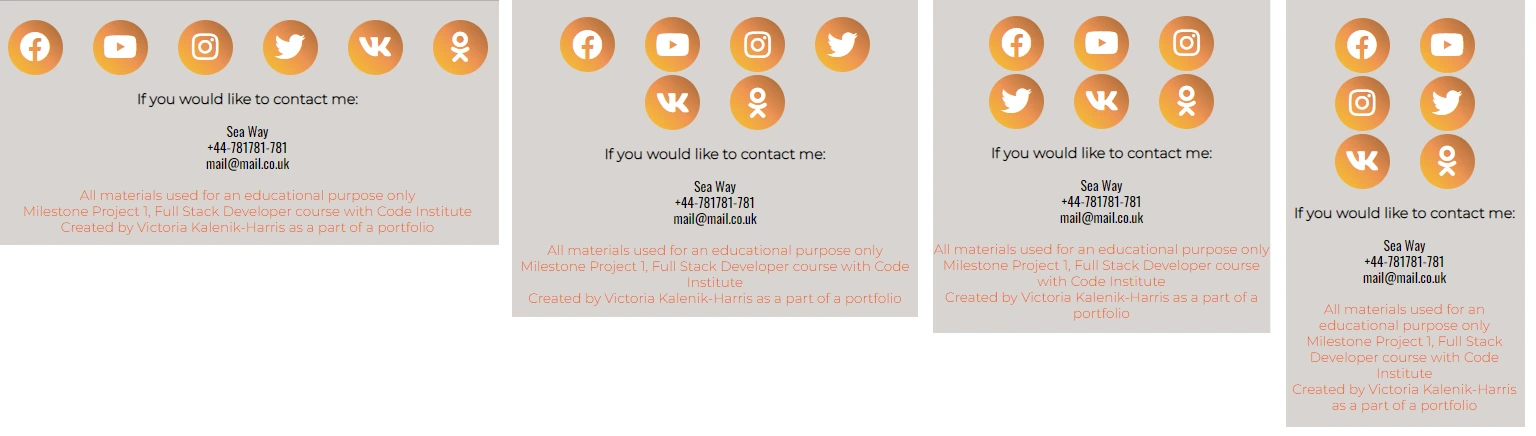 If you would like to contact me:
Sea Way
+44-781781-781
mail@mail.co.uk
All materials used for an educational purpose only
Milestone Project 1, Full Stack Developer course with Code Institute
Created by Victoria Kalenik-Harris as a part of a portfolio
If you would like to contact me:
Sea Way
+44-781781-781
mail@mail.co.uk
All materials used for an educational purpose only
Milestone Project 1, Full Stack Developer course with Code
Institute
Created by Victoria Kalenik-Harris as a part of a portfolio
If you would like to contact me:
Sea Way
+44-781781-781
mail@mail.co.uk
All materials used for an educational purpose only
Milestone Project 1, Full Stack Developer course
with Code Institute
Created by Victoria Kalenik-Harris as a part of a
portfolio
If you would like to contact me:
Sea Way
+44-781781-781
mail@mail.co.uk
All materials used for an
educational purpose only
Milestone Project 1, Full Stack
Developer course with Code
Institute
Created by Victoria Kalenik-Harris
as a part of a portfolio